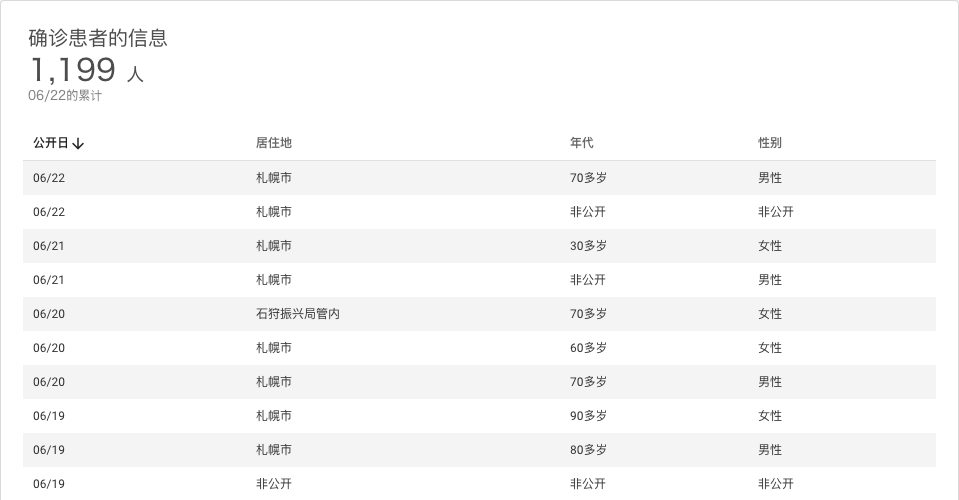 确诊患者的信息
1,199 人
06/22的累计
公开日↓ 居住地 年代 性别
06/22 札幌市 70多岁 男性
06/22 札幌市 非公开 非公开
06/21 札幌市 30多岁 女性
06/21 札幌市 非公开 男性
06/20 石狩振兴局管内 70多岁 女性
06/20 札幌市 60多岁 女性
06/20 札幌市 70多岁 男性
06/19 札幌市 90多岁 女性
06/19 札幌市 80多岁 男性
06/19 非公开 非公开 非公开